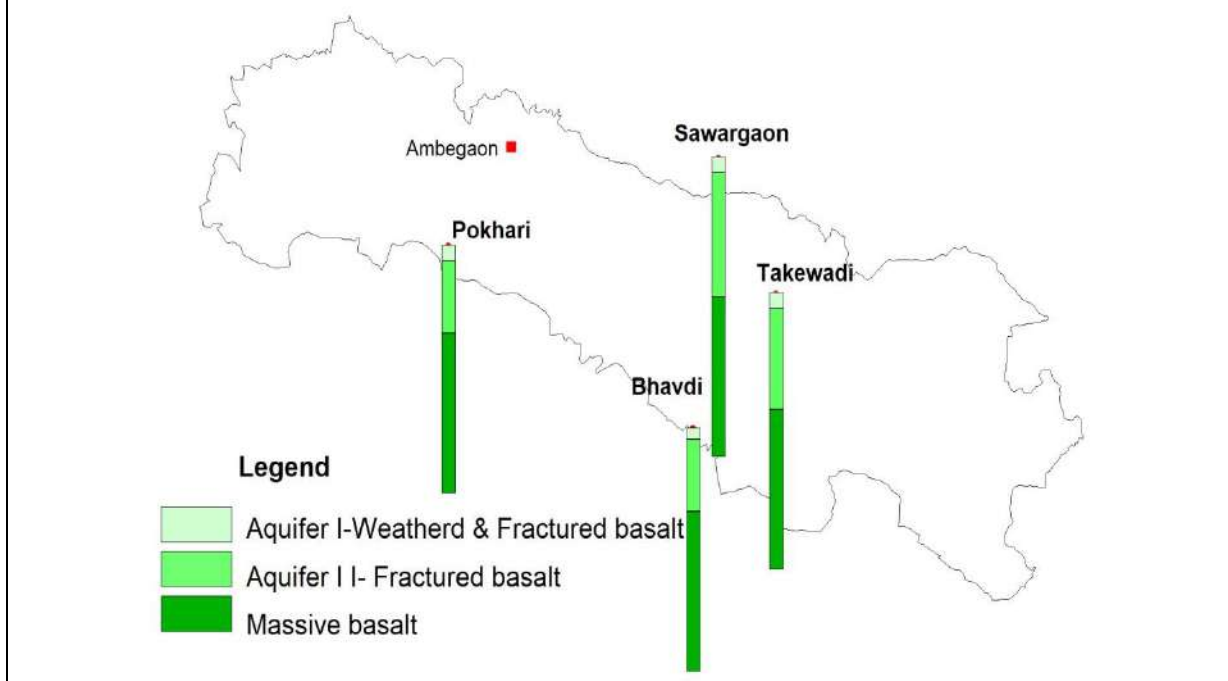 Sawargaon
Ambegaon
Pokhari
Takewadi
Bhavdi
Legend
Aquifer I-Weatherd & Fractured basalt
Aquifer I I- Fractured basalt
Massive basalt